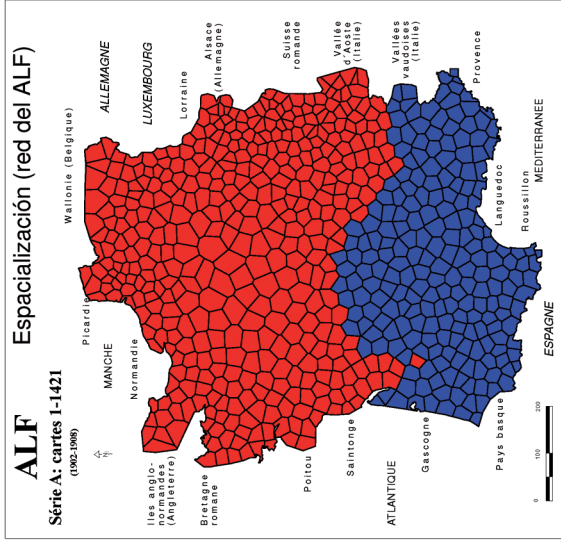 ALF
Espacialización (red del ALF)
Série A: cartes 1-1421
(1902-1908)
N
Iles anglo-
normandes
(Angleterre)
Bretagne
romane
Poitou
Saintonge
ATLANTIQUE
Gascogne
Pays basque
MANCHE
Normandie
Picardie
Wallonie (Belgique)
ALLEMAGNE
LUXEMBOURG
Lorraine
Alsace
(Allemagne)
Suisse
romande
Vallée
d'Aoste
(Italie)
Vallées
vaudoises
(Italie)
Provence
Languedoc
Roussillon
MEDITERRANEE
ESPAGNE
0 100 200